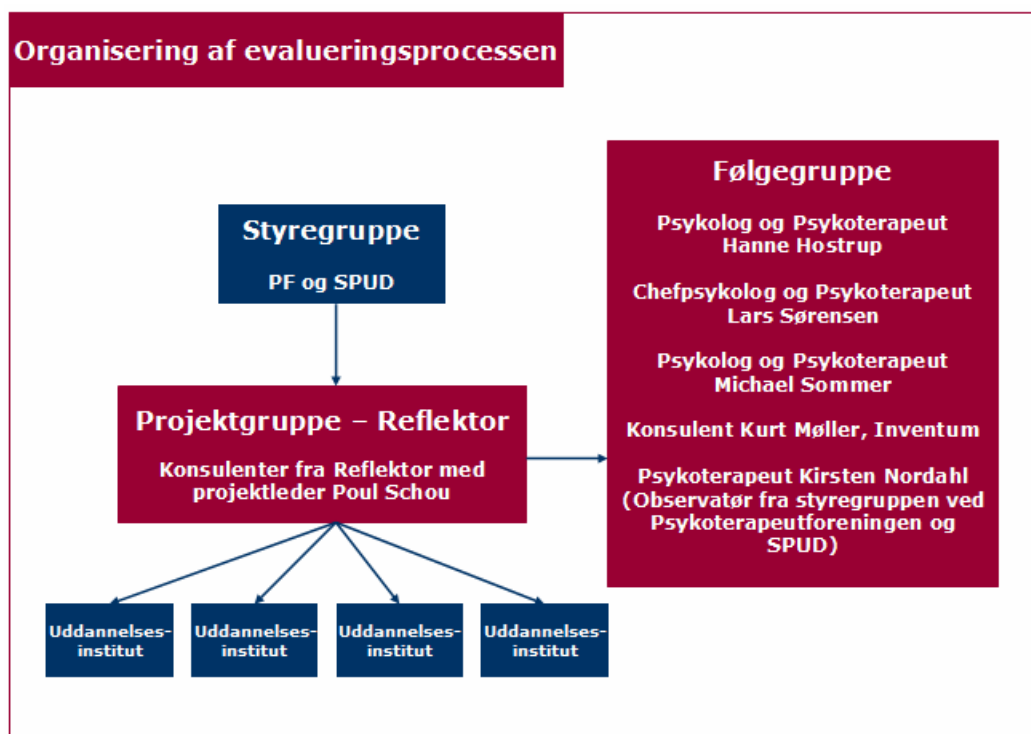 Organisering af evalueringsprocessen
Styregruppe
PF og SPUD
Projektgruppe – Reflektor
Konsulenter fra Reflektor med
projektleder Poul Schou
Følgegruppe
Psykolog og Psykoterapeut
Hanne Hostrup
Chefpsykolog og Psykoterapeut
Lars Sørensen
Psykolog og Psykoterapeut
Michael Sommer
Konsulent Kurt Møller, Inventum
Psykoterapeut Kirsten Nordahl
(Observatør fra styregruppen ved
Psykoterapeutforeningen og
SPUD)
Uddannelses-
institut
Uddannelses-
institut
Uddannelses-
institut
Uddannelses-
institut